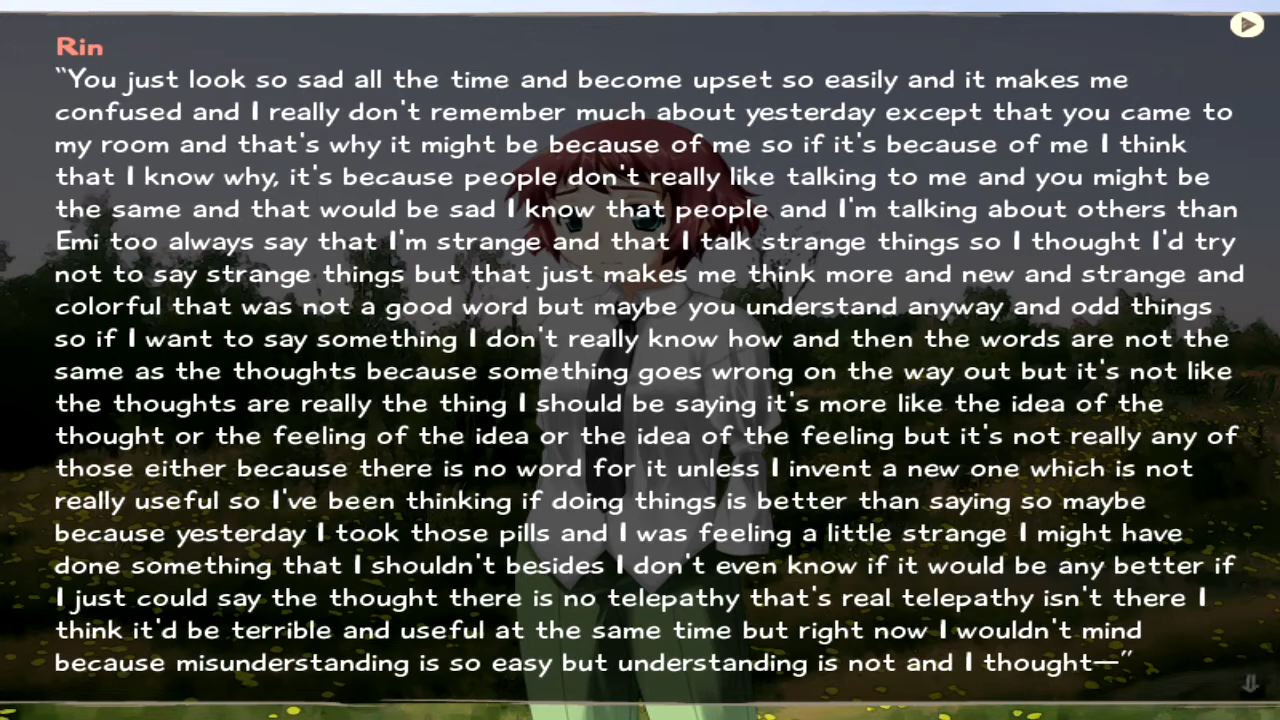 Rin
“You just look so sad all the time and become upset so easily and it makes me
confused and I really don't remember much about yesterday except that you came to
my room and that's why it might be because of me so if it's because of me I think
that I know why, it's because people don't really like talking to me and you might be
the same and that would be sad I know that people and I'm talking about others than
Emi too always say that I'm strange and that I talk strange things so I thought I'd try
not to say strange things but that just makes me think more and new and strange and
colorful that was not a good word but maybe you understand anyway and odd things
so if I want to say something I don't really know how and then the words are not the
same as the thoughts because something goes wrong on the way out but it's not like
the thoughts are really the thing I should be saying it's more like the idea of the
thought or the feeling of the idea or the idea of the feeling but it's not really any of
those either because there is no word for it unless I invent a new one which is not
really useful so I've been thinking if doing things is better than saying so maybe
because yesterday I took those pills and I was feeling a little strange I might have
done something that I shouldn't besides I don't even know if it would be any better if
I just could say the thought there is no telepathy that's real telepathy isn't there I
think it'd be terrible and useful at the same time but right now I wouldn't mind
because misunderstanding is so easy but understanding is not and I thought—”